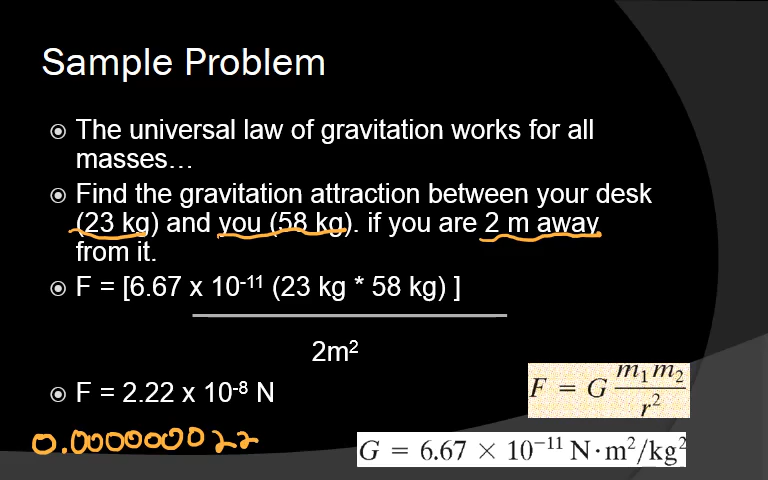 Sample Problem
The universal law of gravitation works for all
masses…
Find the gravitation attraction between your desk
(23 kg) and you (58 kg). if you are 2 m away
from it.
F = [6.67 x 10⁻¹¹ (23 kg * 58 kg) ]
2m²
F = 2.22 x 10⁻⁸ N
F = G m₁m₂ / r²
0.000000022
G = 6.67 × 10⁻¹¹ N·m²/kg²